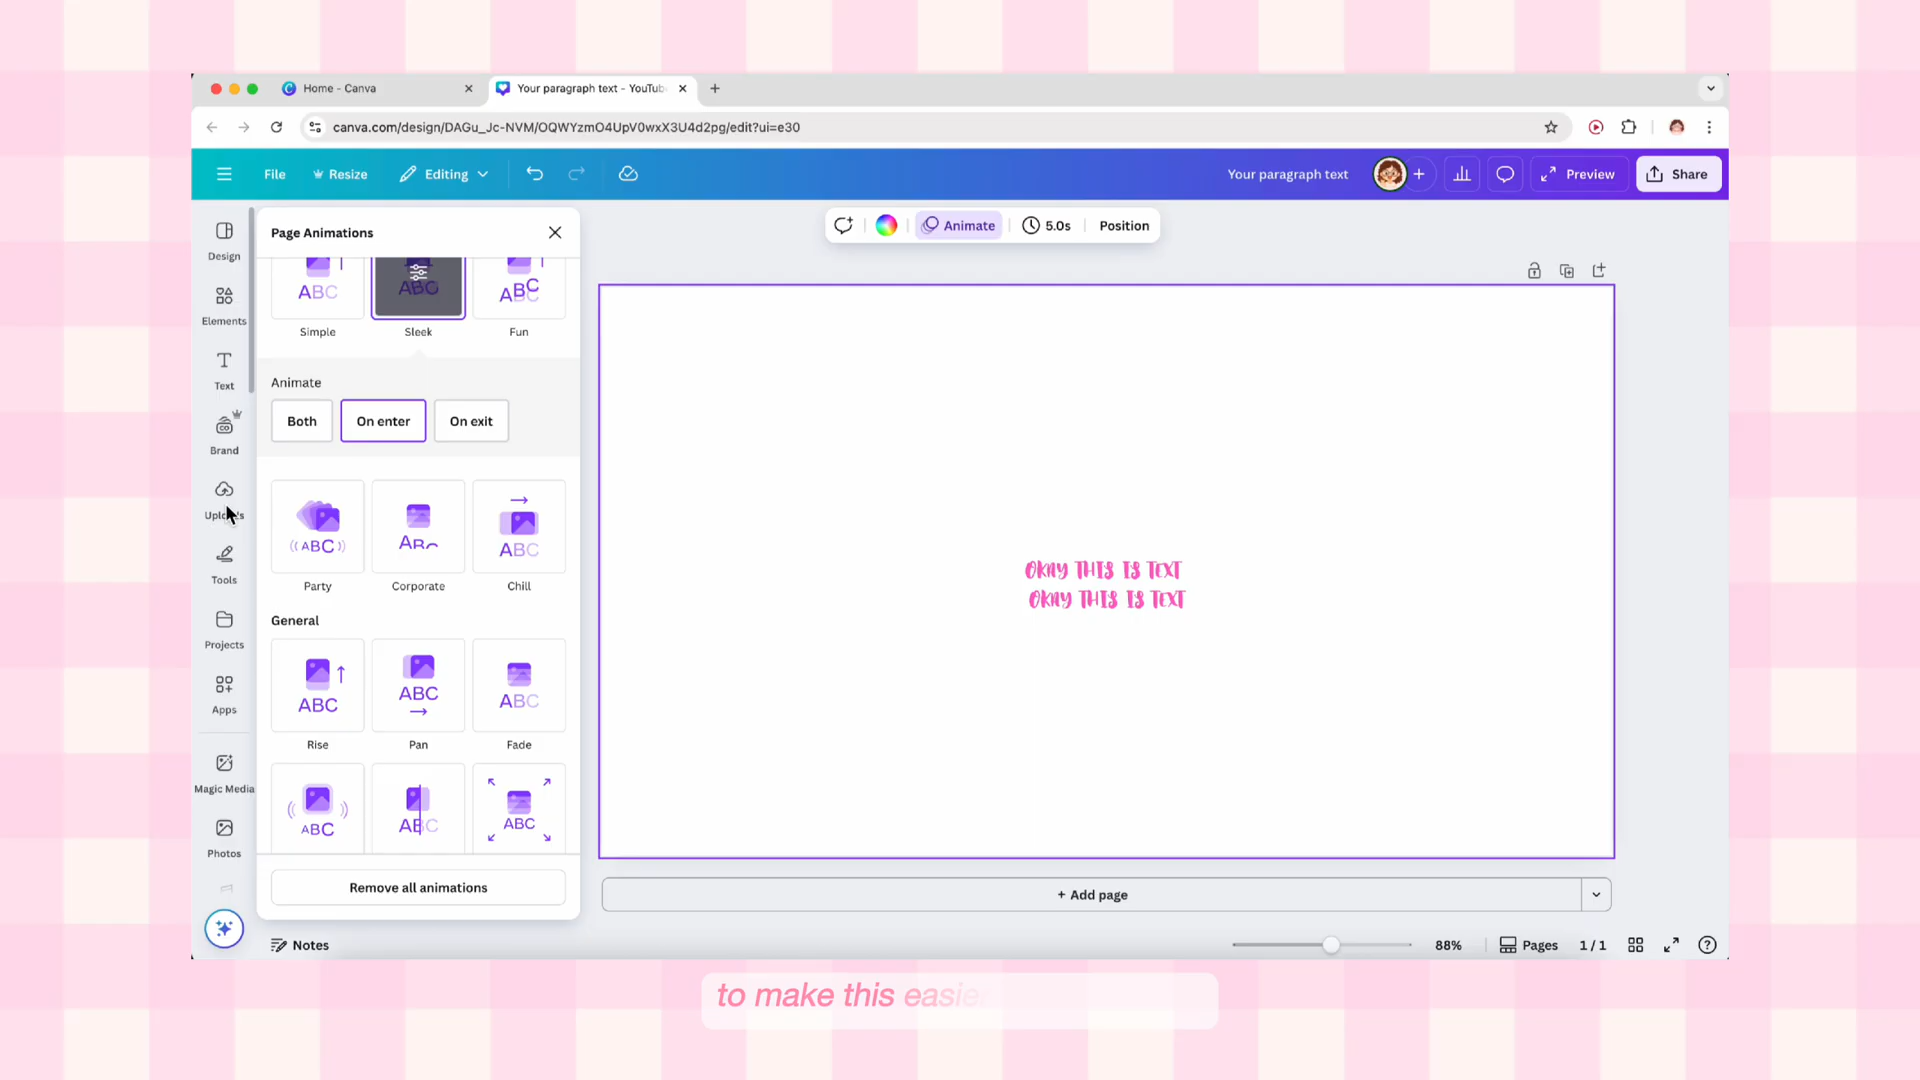 Home - Canva
Your paragraph text - YouTub
canva.com/design/DAGu_Jc-NVM/OQWYzmO4UpV0wxX3U4d2pg/edit?ui=e30
File
Resize
Editing
Your paragraph text
Preview
Share
Design
Elements
Text
Brand
Uploads
Tools
Projects
Apps
Magic Media
Photos
Page Animations
ABC
ABC
ABC
Simple
Sleek
Fun
Animate
Both
On enter
On exit
ABC
ABC
ABC
Party
Corporate
Chill
General
ABC
ABC
ABC
Rise
Pan
Fade
ABC
ABC
ABC
Remove all animations
Animate
5.0s
Position
OKAY THIS IS TEXT
OKAY THIS IS TEXT
+ Add page
Notes
88%
Pages
1 / 1
to make this easier